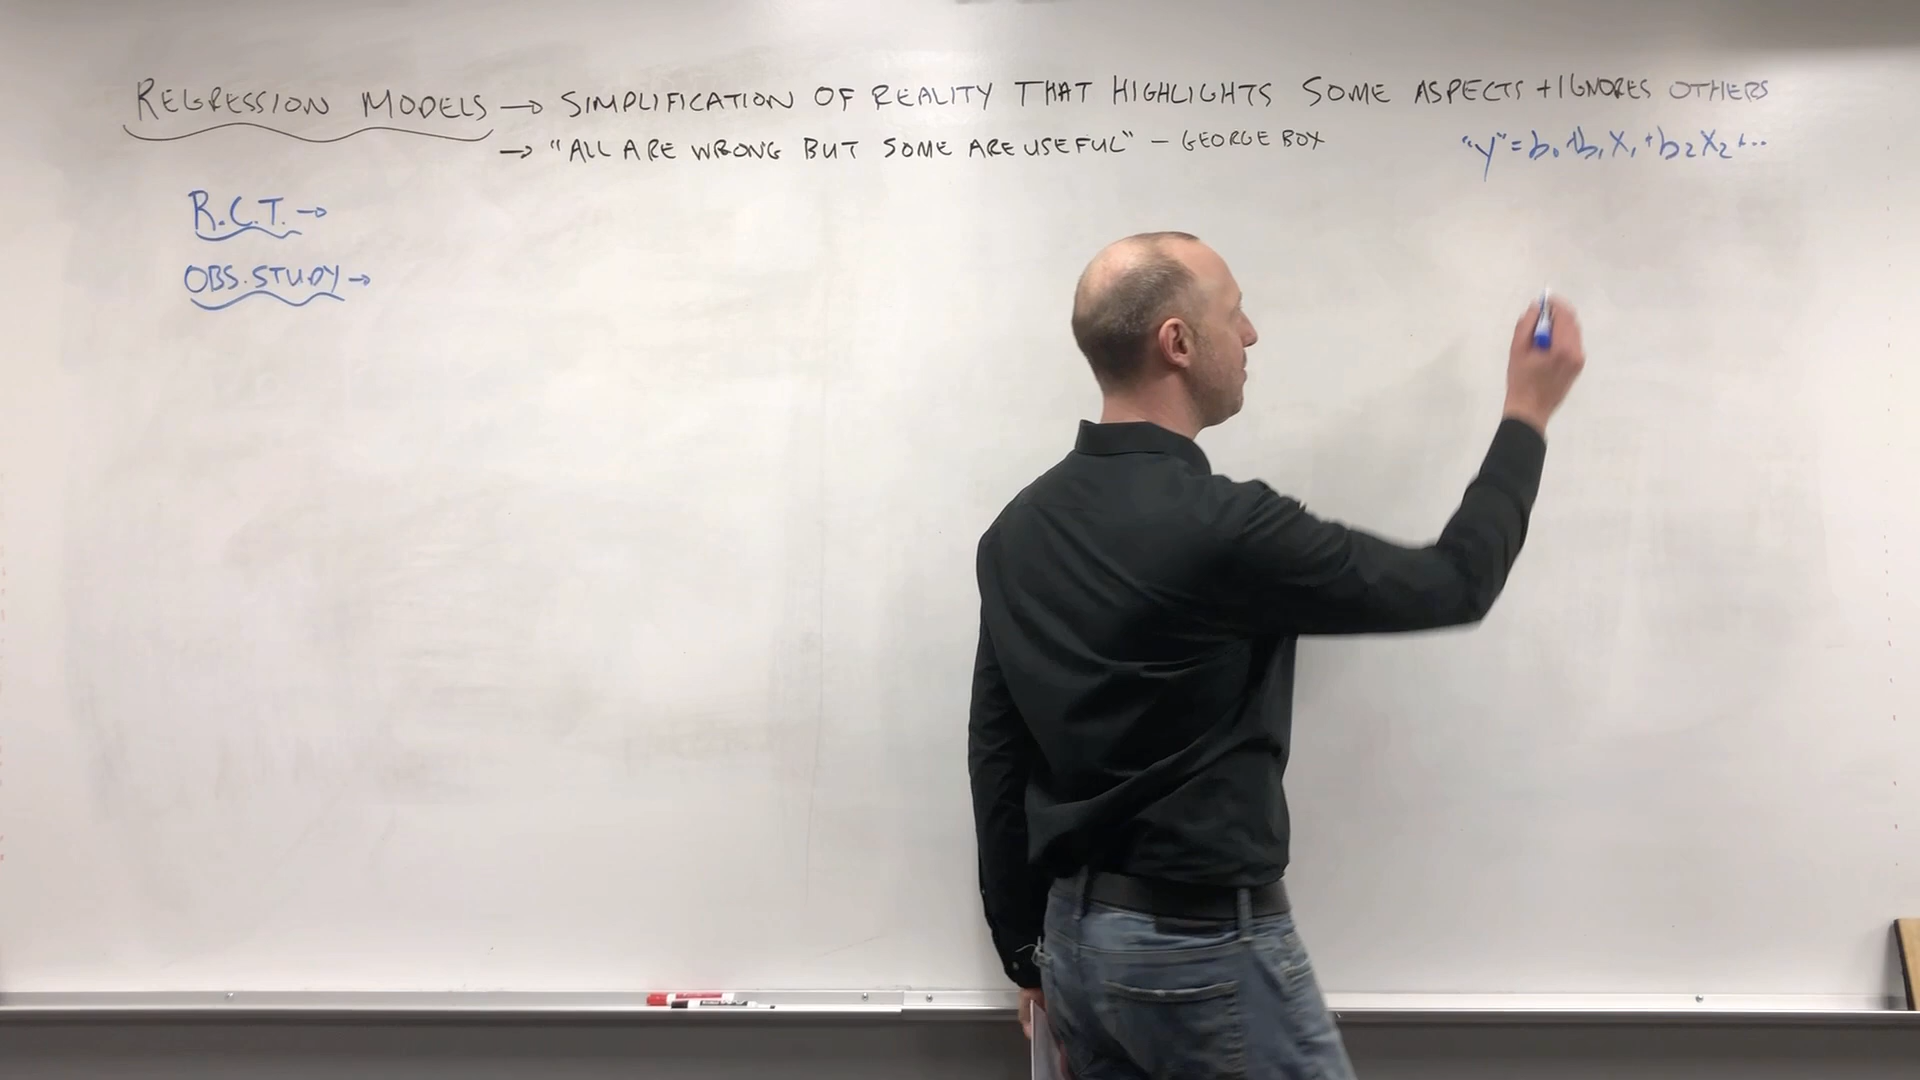 REGRESSION MODELS → SIMPLIFICATION OF REALITY THAT HIGHLIGHTS SOME ASPECTS + IGNORES OTHERS
→ "ALL ARE WRONG BUT SOME ARE USEFUL" - GEORGE BOX
"y" = b₀ + b₁X₁ + b₂X₂ + ...
R.C.T. →
OBS. STUDY →